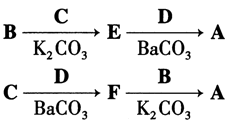 B —C/K₂CO₃→ E —D/BaCO₃→ A
C —D/BaCO₃→ F —B/K₂CO₃→ A